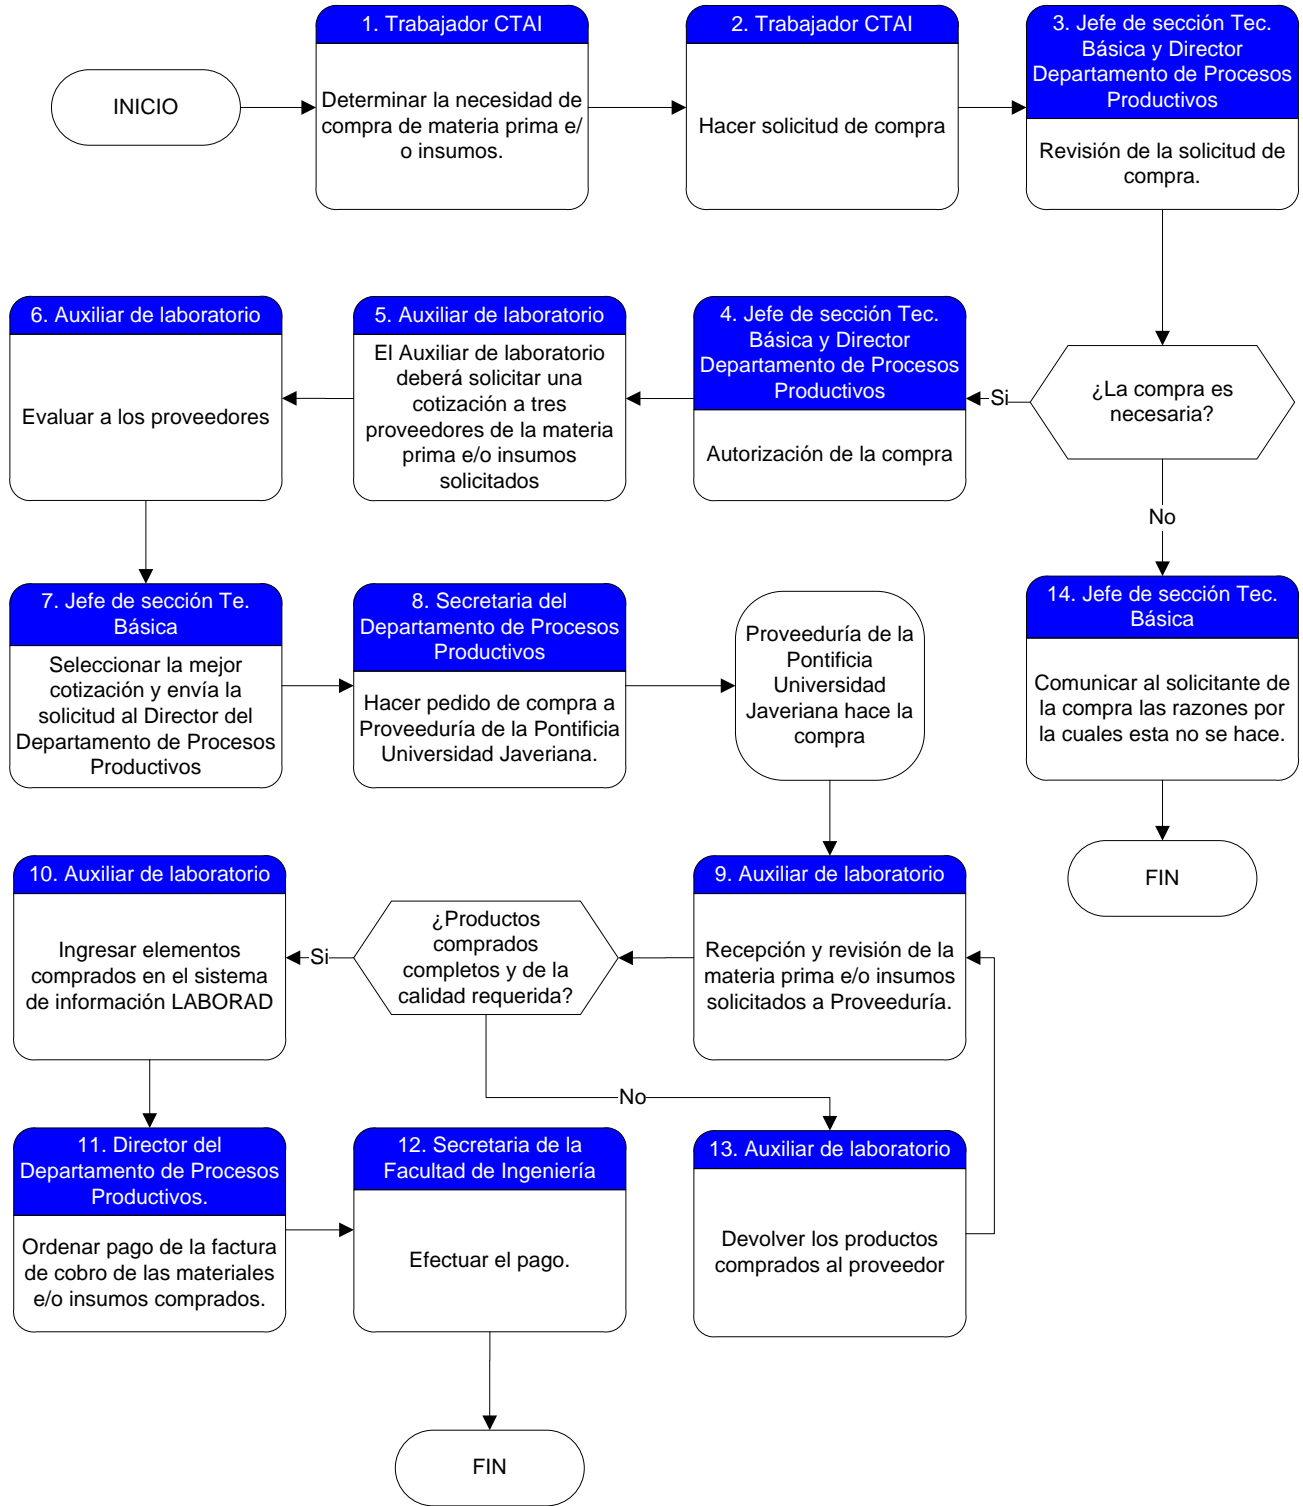 INICIO
1. Trabajador CTAI
Determinar la necesidad de
compra de materia prima e/
o insumos.
2. Trabajador CTAI
Hacer solicitud de compra
3. Jefe de sección Tec.
Básica y Director
Departamento de Procesos
Productivos
Revisión de la solicitud de
compra.
¿La compra es
necesaria?
Si
No
4. Jefe de sección Tec.
Básica y Director
Departamento de Procesos
Productivos
Autorización de la compra
5. Auxiliar de laboratorio
El Auxiliar de laboratorio
deberá solicitar una
cotización a tres
proveedores de la materia
prima e/o insumos
solicitados
6. Auxiliar de laboratorio
Evaluar a los proveedores
7. Jefe de sección Te.
Básica
Seleccionar la mejor
cotización y envía la
solicitud al Director del
Departamento de Procesos
Productivos
8. Secretaria del
Departamento de Procesos
Productivos
Hacer pedido de compra a
Proveeduría de la Pontificia
Universidad Javeriana.
Proveeduría de la
Pontificia
Universidad
Javeriana hace la
compra
14. Jefe de sección Tec.
Básica
Comunicar al solicitante de
la compra las razones por
la cuales esta no se hace.
FIN
9. Auxiliar de laboratorio
Recepción y revisión de la
materia prima e/o insumos
solicitados a Proveeduría.
¿Productos
comprados
completos y de la
calidad requerida?
Si
No
10. Auxiliar de laboratorio
Ingresar elementos
comprados en el sistema
de información LABORAD
11. Director del
Departamento de Procesos
Productivos.
Ordenar pago de la factura
de cobro de las materiales
e/o insumos comprados.
12. Secretaria de la
Facultad de Ingeniería
Efectuar el pago.
13. Auxiliar de laboratorio
Devolver los productos
comprados al proveedor
FIN